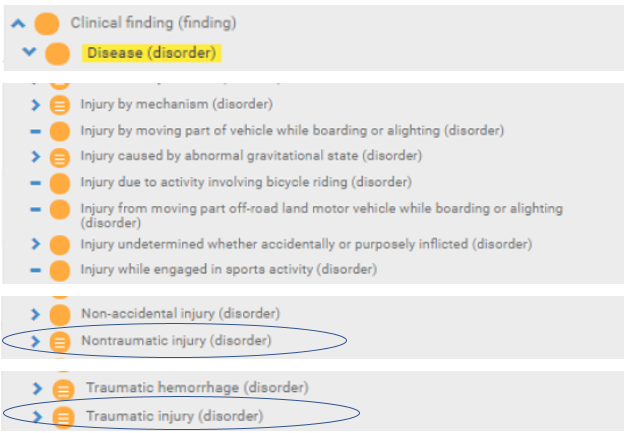 Clinical finding (finding)
Disease (disorder)
Injury by mechanism (disorder)
Injury by moving part of vehicle while boarding or alighting (disorder)
Injury caused by abnormal gravitational state (disorder)
Injury due to activity involving bicycle riding (disorder)
Injury from moving part off-road land motor vehicle while boarding or alighting
(disorder)
Injury undetermined whether accidentally or purposely inflicted (disorder)
Injury while engaged in sports activity (disorder)
Non-accidental injury (disorder)
Nontraumatic injury (disorder)
Traumatic hemorrhage (disorder)
Traumatic injury (disorder)